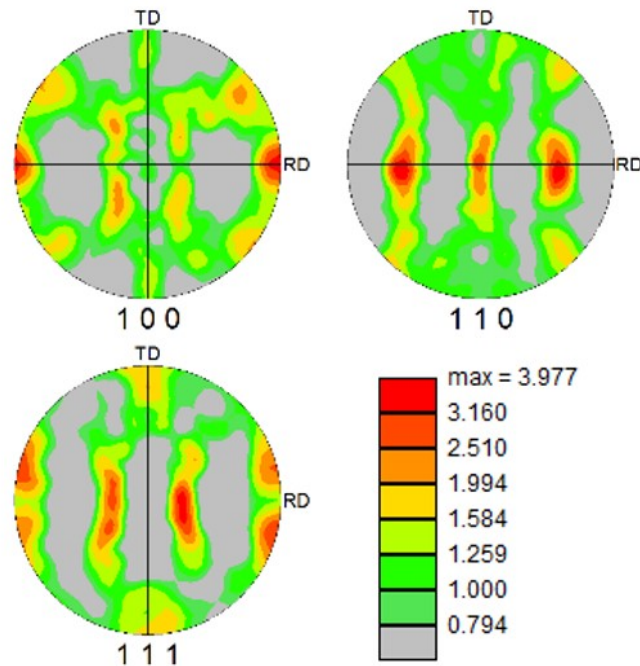 TD
TD
RD
RD
1 0 0
1 1 0
TD
RD
1 1 1
max = 3.977
3.160
2.510
1.994
1.584
1.259
1.000
0.794